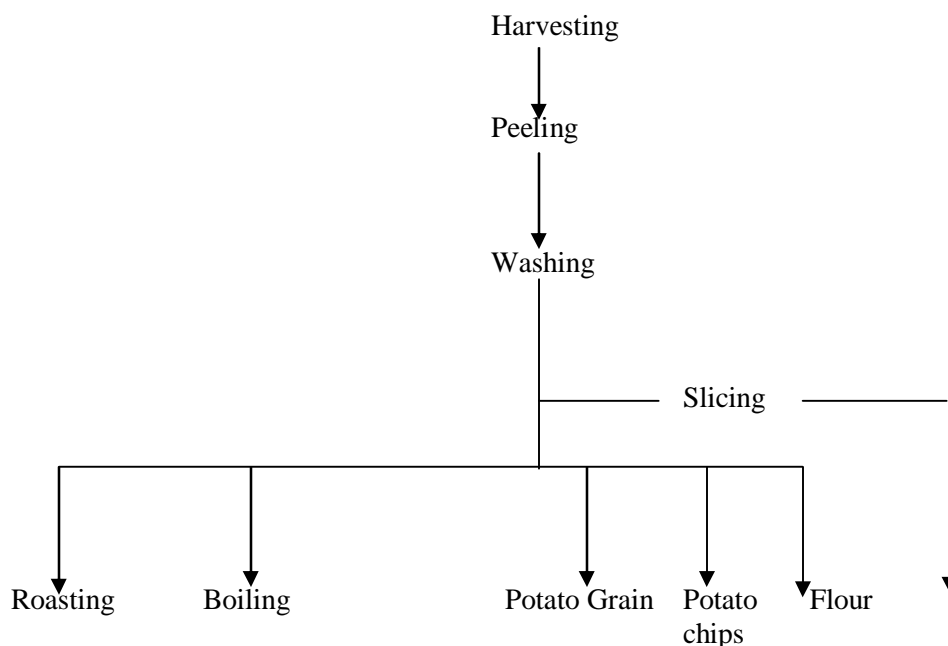 Harvesting
Peeling
Washing
Slicing
Roasting
Boiling
Potato Grain
Potato
chips
Flour